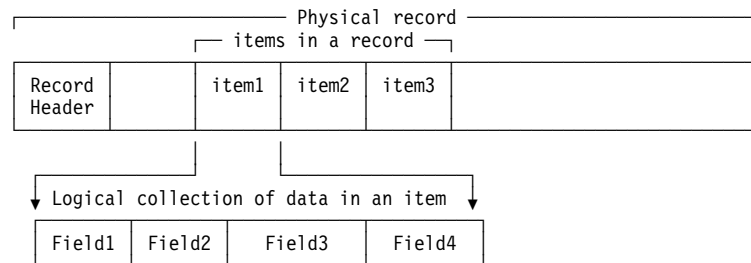 Physical record
items in a record
Record Header item1 item2 item3
Logical collection of data in an item
Field1 Field2 Field3 Field4